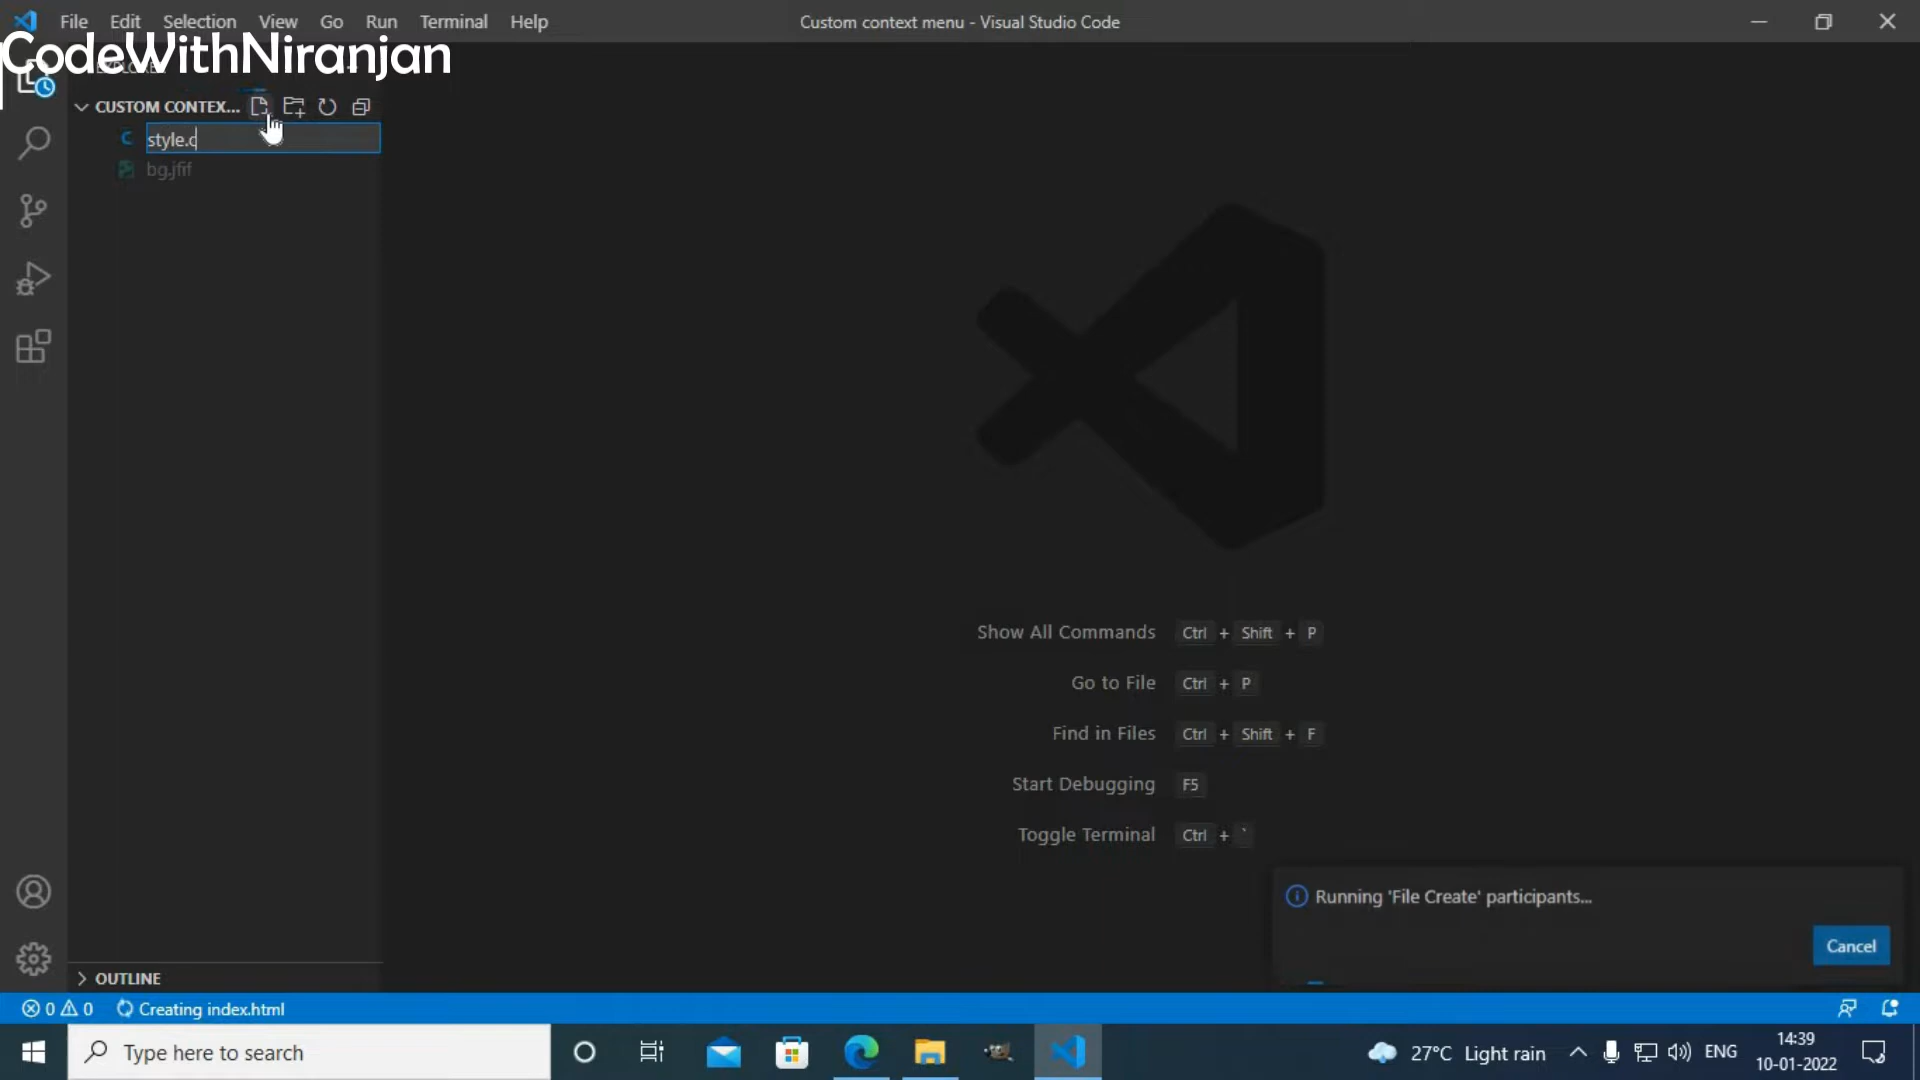 File Edit Selection View Go Run Terminal Help
Custom context menu - Visual Studio Code
CodeWithNiranjan
CUSTOM CONTEX...
style.c
bg.jfif
Show All Commands Ctrl + Shift + P
Go to File Ctrl + P
Find in Files Ctrl + Shift + F
Start Debugging F5
Toggle Terminal Ctrl + `
Running 'File Create' participants...
Cancel
OUTLINE
0 0 Creating index.html
Type here to search
27°C Light rain
ENG
14:39
10-01-2022